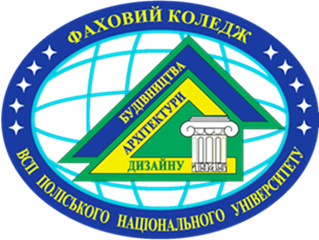 ФАХОВИЙ КОЛЕДЖ
БУДІВНИЦТВА
АРХІТЕКТУРИ
ДИЗАЙНУ
ВСП ПОЛІСЬКОГО НАЦІОНАЛЬНОГО УНІВЕРСИТЕТУ